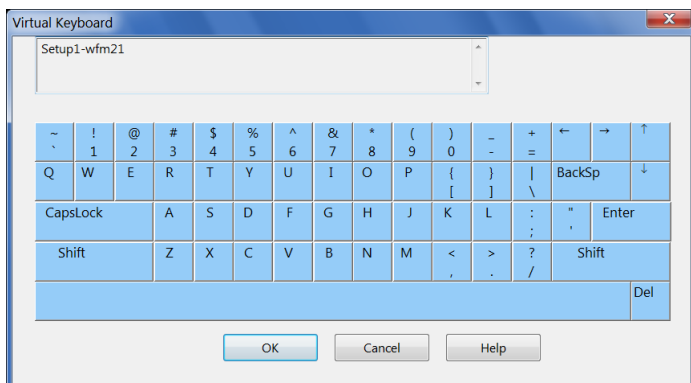 Virtual Keyboard
Setup1-wfm21
~ ! @ # $ % ^ & * ( ) _ + ← → ↑
` 1 2 3 4 5 6 7 8 9 0 - =
Q W E R T Y U I O P { } | BackSp ↓
[ ] \
CapsLock A S D F G H J K L : " Enter
; '
Shift Z X C V B N M < > ? Shift
, . /
Del
OK Cancel Help